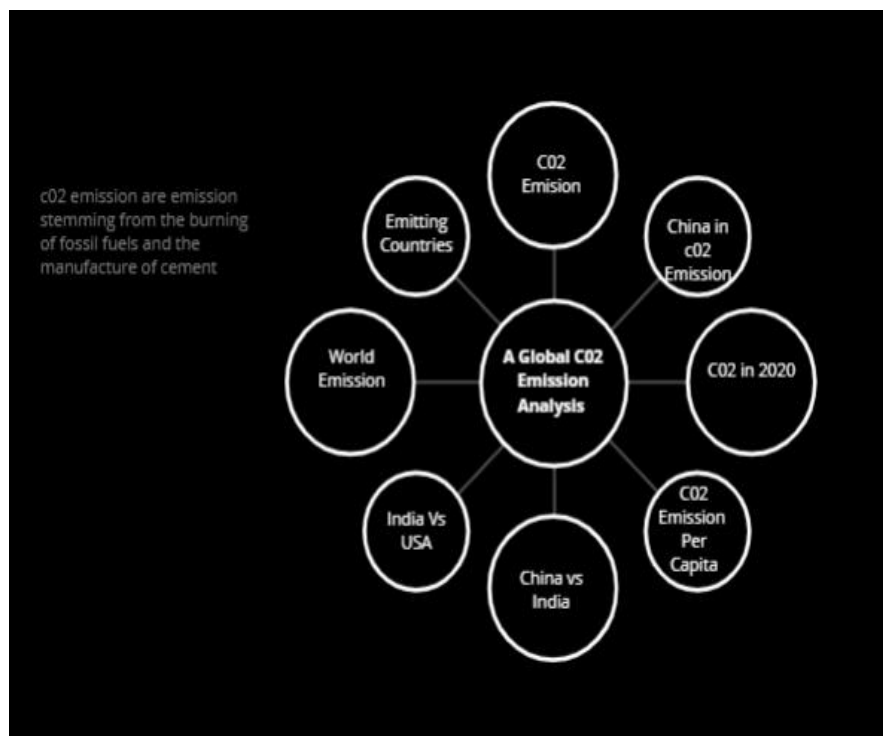 c02 emission are emission
stemming from the burning
of fossil fuels and the
manufacture of cement
C02
Emision
China in
c02
Emission
C02 in 2020
C02
Emission
Per
Capita
China vs
India
India Vs
USA
World
Emission
Emitting
Countries
A Global C02
Emission
Analysis